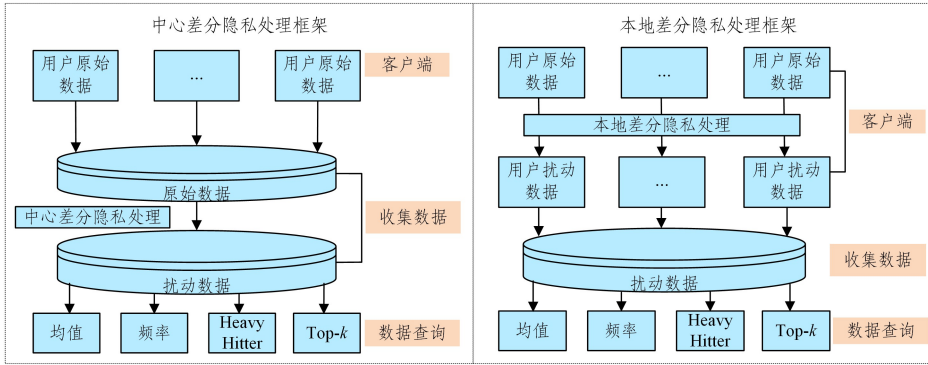 中心差分隐私处理框架
用户原始
数据
...
用户原始
数据
客户端
原始数据
中心差分隐私处理
收集数据
扰动数据
均值
频率
Heavy
Hitter
Top-k
数据查询
本地差分隐私处理框架
用户原始
数据
...
用户原始
数据
本地差分隐私处理
客户端
用户扰动
数据
...
用户扰动
数据
收集数据
扰动数据
均值
频率
Heavy
Hitter
Top-k
数据查询